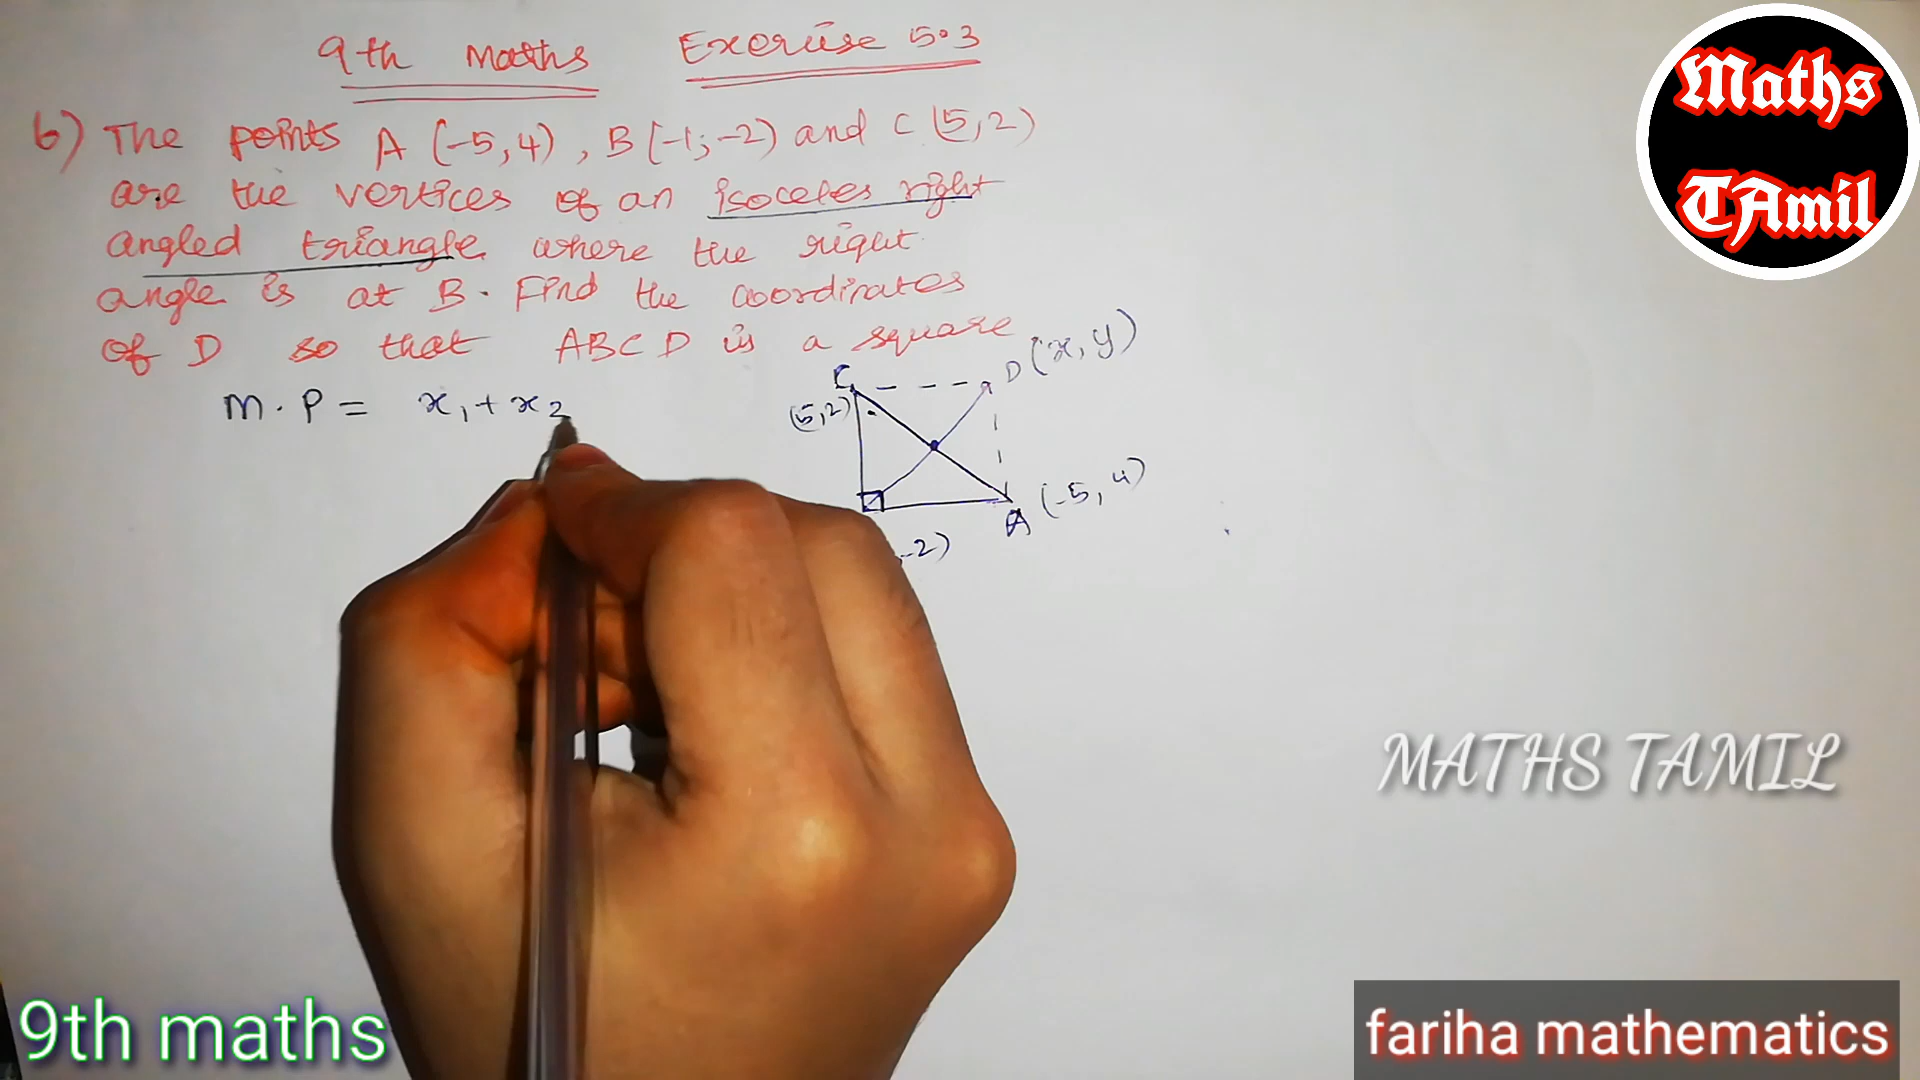 9th Maths Exercise 5.3
6) The points A (-5,4), B(-1,-2) and C (5,2)
are the vertices of an isoceles right
angled triangle where the right
angle is at B. Find the coordinates
of D so that ABCD is a square
M.P = x₁+x₂
C
D (x,y)
(5,2)
A (-5,4)
-2)
Maths
TAmil
MATHS TAMIL
9th maths
fariha mathematics